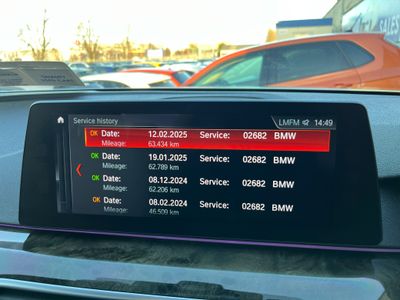 Service history
LMFM 14:49
OK Date: 12.02.2025 Service: 02682 BMW
Mileage: 63.434 km
OK Date: 19.01.2025 Service: 02682 BMW
Mileage: 62.789 km
OK Date: 08.12.2024 Service: 02682 BMW
Mileage: 62.206 km
OK Date: 08.02.2024 Service: 02682 BMW
Mileage: 46.509 km